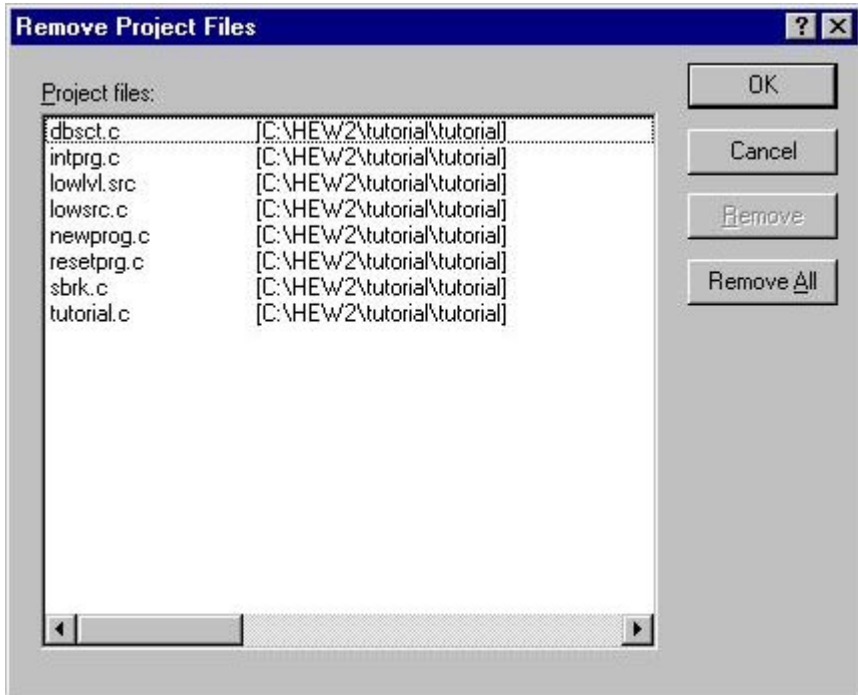 Remove Project Files
Project files:
dbsct.c [C:\HEW2\tutorial\tutorial]
intprg.c [C:\HEW2\tutorial\tutorial]
lowlvl.src [C:\HEW2\tutorial\tutorial]
lowsrc.c [C:\HEW2\tutorial\tutorial]
newprog.c [C:\HEW2\tutorial\tutorial]
resetprg.c [C:\HEW2\tutorial\tutorial]
sbrk.c [C:\HEW2\tutorial\tutorial]
tutorial.c [C:\HEW2\tutorial\tutorial]
OK
Cancel
Remove
Remove All